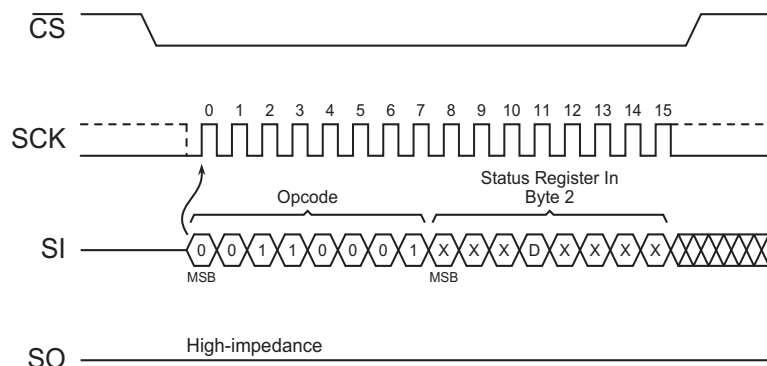 CS
0 1 2 3 4 5 6 7 8 9 10 11 12 13 14 15
SCK
Status Register In
Byte 2
Opcode
SI
0 0 1 1 0 0 0 1 X X X D X X X X
MSB MSB
High-impedance
SO